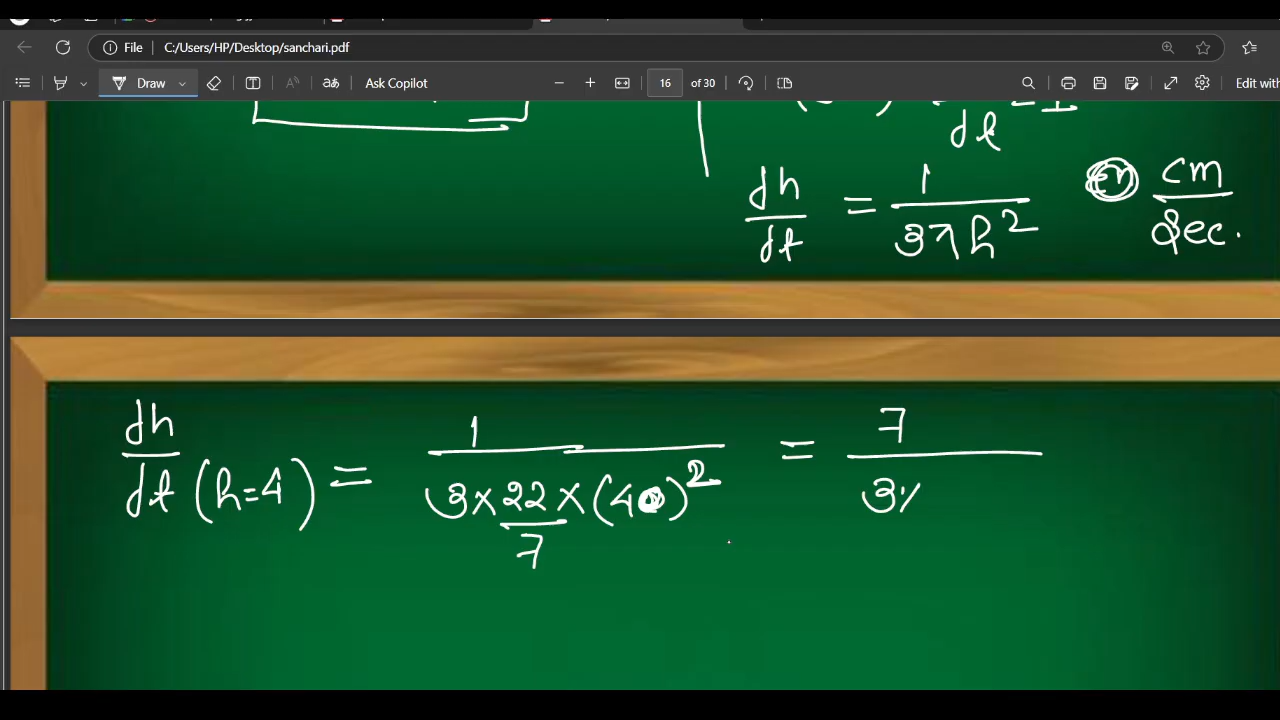 File | C:/Users/HP/Desktop/sanchari.pdf
Draw Ask Copilot 16 of 30 Edit with
dt
dh/dt = 1/3πh² cm/sec.
dh/dt (h=4) = 1/(3×22/7×(4)²) = 7/3×